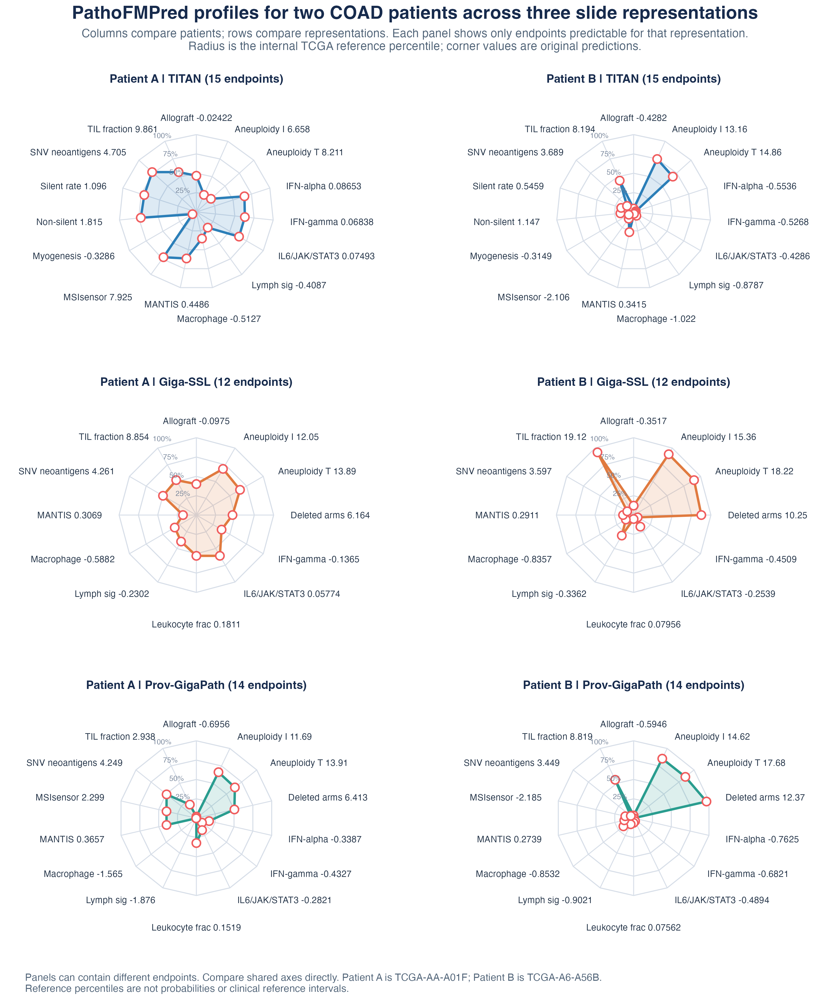 PathoFMPred profiles for two COAD patients across three slide representations
Columns compare patients; rows compare representations. Each panel shows only endpoints predictable for that representation.
Radius is the internal TCGA reference percentile; corner values are original predictions.
Patient A | TITAN (15 endpoints)
Allograft -0.02422
TIL fraction 9.861
Aneuploidy I 6.658
100%
SNV neoantigens 4.705
75%
Aneuploidy T 8.211
50%
Silent rate 1.096
25%
IFN-alpha 0.08653
Non-silent 1.815
IFN-gamma 0.06838
Myogenesis -0.3286
IL6/JAK/STAT3 0.07493
Lymph sig -0.4087
MSIsensor 7.925
MANTIS 0.4486
Macrophage -0.5127
Patient B | TITAN (15 endpoints)
Allograft -0.4282
TIL fraction 8.194
Aneuploidy I 13.16
100%
SNV neoantigens 3.689
75%
Aneuploidy T 14.86
50%
Silent rate 0.5459
25%
IFN-alpha -0.5536
Non-silent 1.147
IFN-gamma -0.5268
Myogenesis -0.3149
IL6/JAK/STAT3 -0.4286
Lymph sig -0.8787
MSIsensor -2.106
MANTIS 0.3415
Macrophage -1.022
Patient A | Giga-SSL (12 endpoints)
Allograft -0.0975
TIL fraction 8.854
100%
Aneuploidy I 12.05
75%
SNV neoantigens 4.261
50%
Aneuploidy T 13.89
25%
MANTIS 0.3069
Deleted arms 6.164
Macrophage -0.5882
IFN-gamma -0.1365
Lymph sig -0.2302
IL6/JAK/STAT3 0.05774
Leukocyte frac 0.1811
Patient B | Giga-SSL (12 endpoints)
Allograft -0.3517
TIL fraction 19.12
100%
Aneuploidy I 15.36
75%
SNV neoantigens 3.597
50%
Aneuploidy T 18.22
25%
MANTIS 0.2911
Deleted arms 10.25
Macrophage -0.8357
IFN-gamma -0.4509
Lymph sig -0.3362
IL6/JAK/STAT3 -0.2539
Leukocyte frac 0.07956
Patient A | Prov-GigaPath (14 endpoints)
Allograft -0.6956
TIL fraction 2.938
100%
Aneuploidy I 11.69
75%
SNV neoantigens 4.249
Aneuploidy T 13.91
50%
MSIsensor 2.299
25%
Deleted arms 6.413
MANTIS 0.3657
IFN-alpha -0.3387
Macrophage -1.565
IFN-gamma -0.4327
Lymph sig -1.876
IL6/JAK/STAT3 -0.2821
Leukocyte frac 0.1519
Patient B | Prov-GigaPath (14 endpoints)
Allograft -0.5946
TIL fraction 8.819
100%
Aneuploidy I 14.62
75%
SNV neoantigens 3.449
Aneuploidy T 17.68
50%
MSIsensor -2.185
25%
Deleted arms 12.37
MANTIS 0.2739
IFN-alpha -0.7625
Macrophage -0.8532
IFN-gamma -0.6821
Lymph sig -0.9021
IL6/JAK/STAT3 -0.4894
Leukocyte frac 0.07562
Panels can contain different endpoints. Compare shared axes directly. Patient A is TCGA-AA-A01F; Patient B is TCGA-A6-A56B.
Reference percentiles are not probabilities or clinical reference intervals.